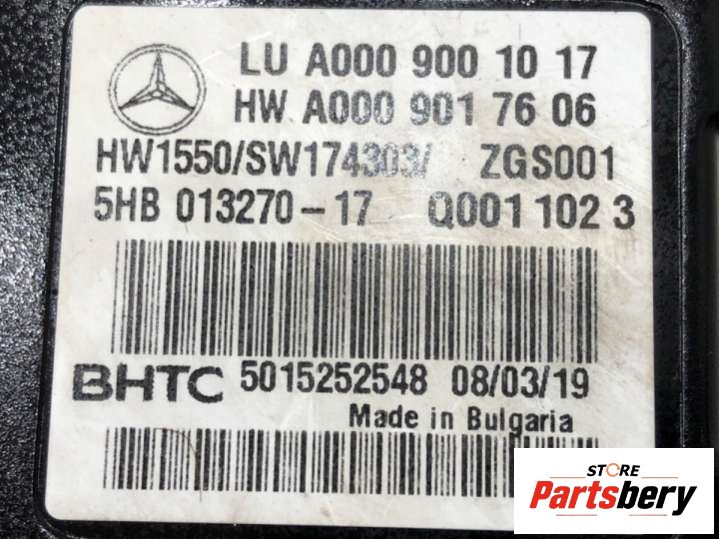 LU A000 900 10 17
HW A000 901 76 06
HW1550/SW174303/ ZGS001
5HB 013270-17 Q001 102 3
BHTC 5015252548 08/03/19
Made in Bulgaria
STORE
Partsbery